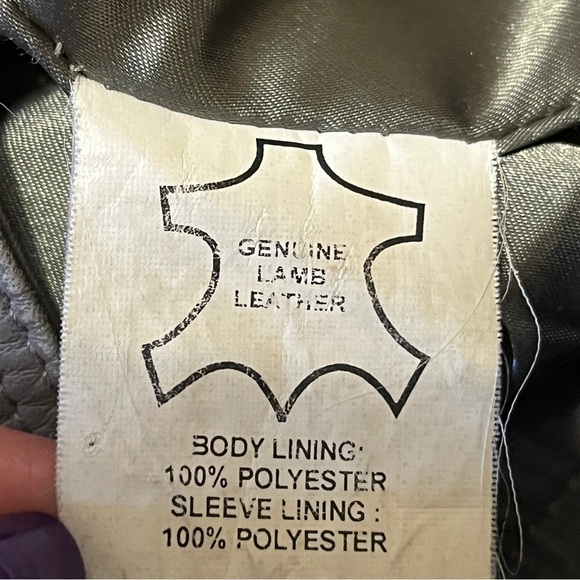 GENUINE
LAMB
LEATHER
BODY LINING:
100% POLYESTER
SLEEVE LINING :
100% POLYESTER